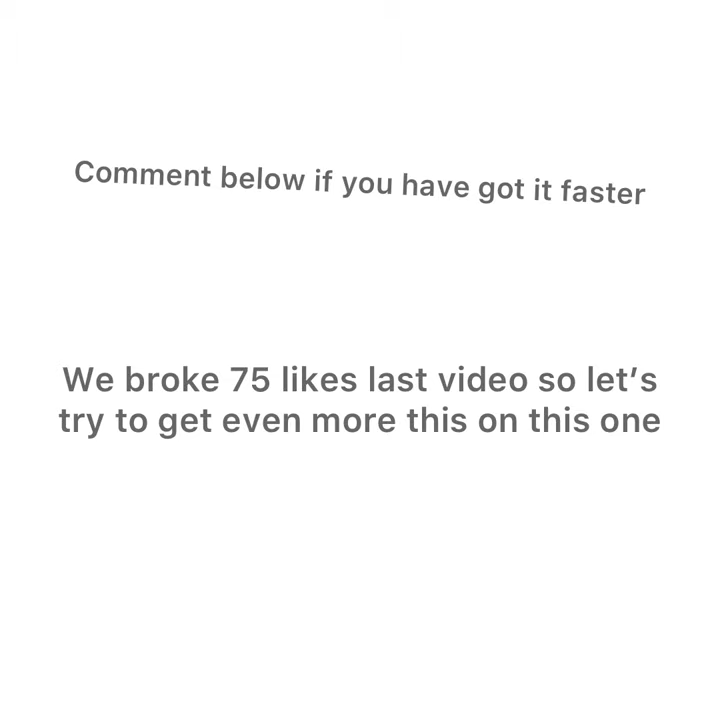 Comment below if you have got it faster
We broke 75 likes last video so let’s
try to get even more this on this one